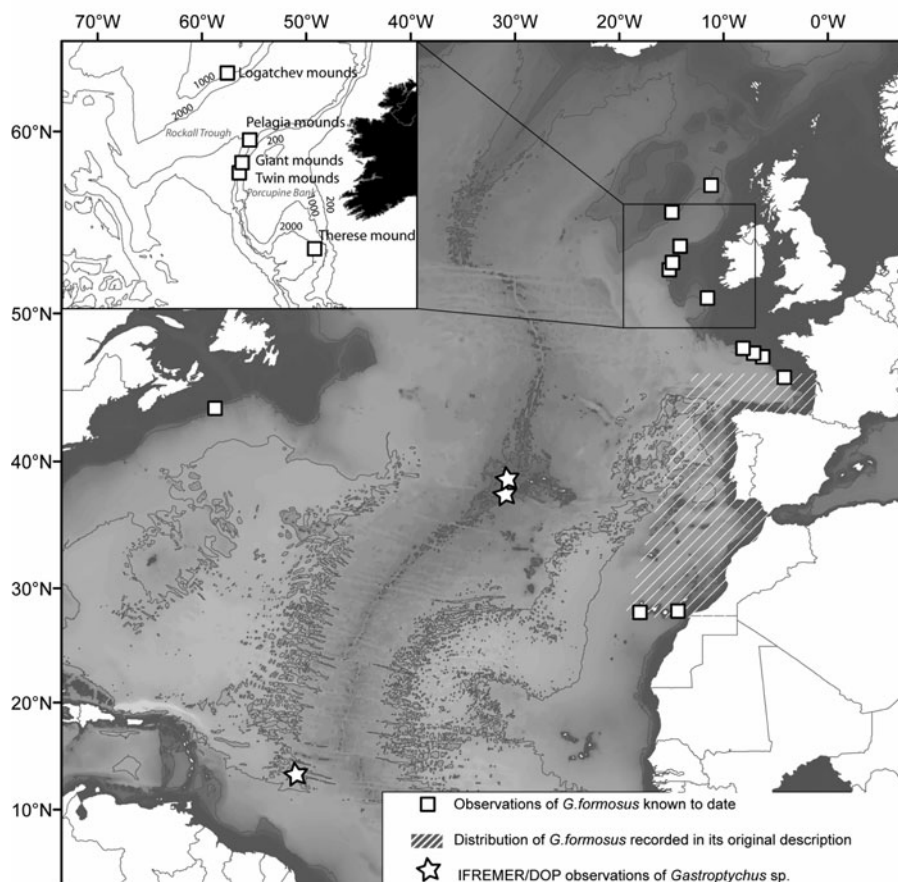 70°W 60°W 50°W 40°W 30°W 20°W 10°W 0°W
1000
Logatchev mounds
2000
Pelagia mounds
Rockall Trough
200
Giant mounds
Twin mounds
Porcupine Bank
1000
200
2000
Therese mound
60°N
50°N
40°N
30°N
20°N
10°N
Observations of G.formosus known to date
Distribution of G.formosus recorded in its original description
IFREMER/DOP observations of Gastroptychus sp.